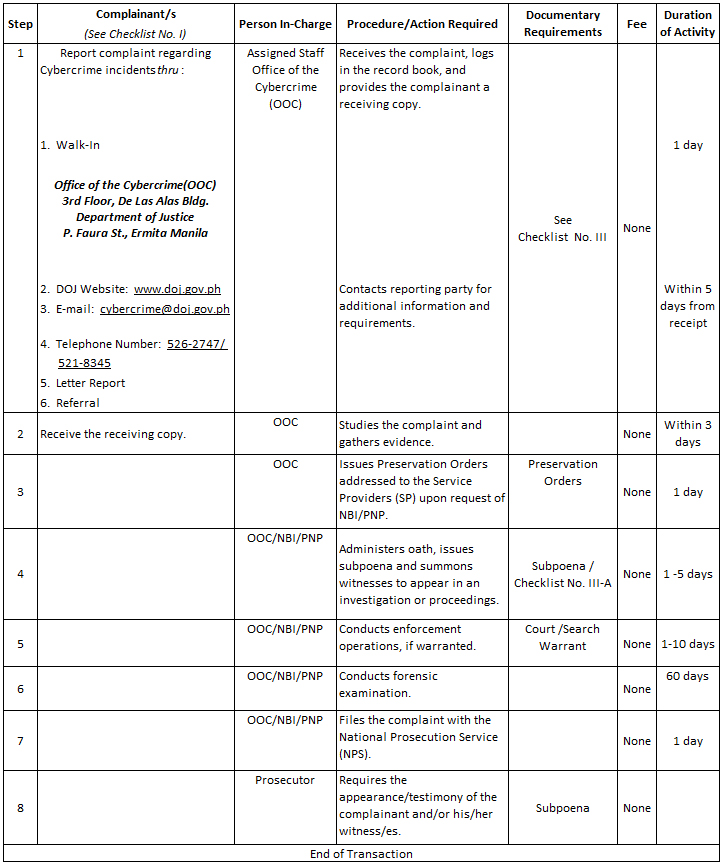 Step
Complainant/s
(See Checklist No. I)
Person In-Charge
Procedure/Action Required
Documentary
Requirements
Fee
Duration
of Activity
1
Report complaint regarding
Cybercrime incidents thru :
1. Walk-In
Office of the Cybercrime(OOC)
3rd Floor, De Las Alas Bldg.
Department of Justice
P. Faura St., Ermita Manila
2. DOJ Website: www.doj.gov.ph
3. E-mail: cybercrime@doj.gov.ph
4. Telephone Number: 526-2747/
521-8345
5. Letter Report
6. Referral
Assigned Staff
Office of the
Cybercrime
(OOC)
Receives the complaint, logs
in the record book, and
provides the complainant a
receiving copy.
Contacts reporting party for
additional information and
requirements.
See
Checklist No. III
None
1 day
Within 5
days from
receipt
2
Receive the receiving copy.
OOC
Studies the complaint and
gathers evidence.
None
Within 3
days
3
OOC
Issues Preservation Orders
addressed to the Service
Providers (SP) upon request of
NBI/PNP.
Preservation
Orders
None
1 day
4
OOC/NBI/PNP
Administers oath, issues
subpoena and summons
witnesses to appear in an
investigation or proceedings.
Subpoena /
Checklist No. III-A
None
1 -5 days
5
OOC/NBI/PNP
Conducts enforcement
operations, if warranted.
Court /Search
Warrant
None
1-10 days
6
OOC/NBI/PNP
Conducts forensic
examination.
None
60 days
7
OOC/NBI/PNP
Files the complaint with the
National Prosecution Service
(NPS).
None
1 day
8
Prosecutor
Requires the
appearance/testimony of the
complainant and/or his/her
witness/es.
Subpoena
None
End of Transaction